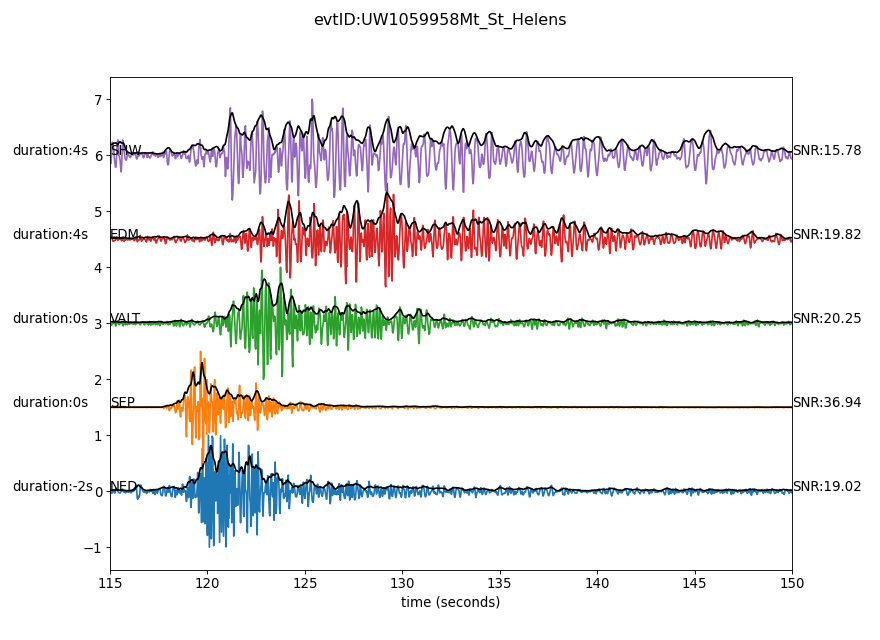 evtID:UW1059958Mt_St_Helens
7
duration:4s SHW SNR:15.78
6
5
duration:4s EDM SNR:19.82
4
duration:0s VALT SNR:20.25
3
2
duration:0s SEP SNR:36.94
1
duration:-2s NED SNR:19.02
0
−1
115 120 125 130 135 140 145 150
time (seconds)